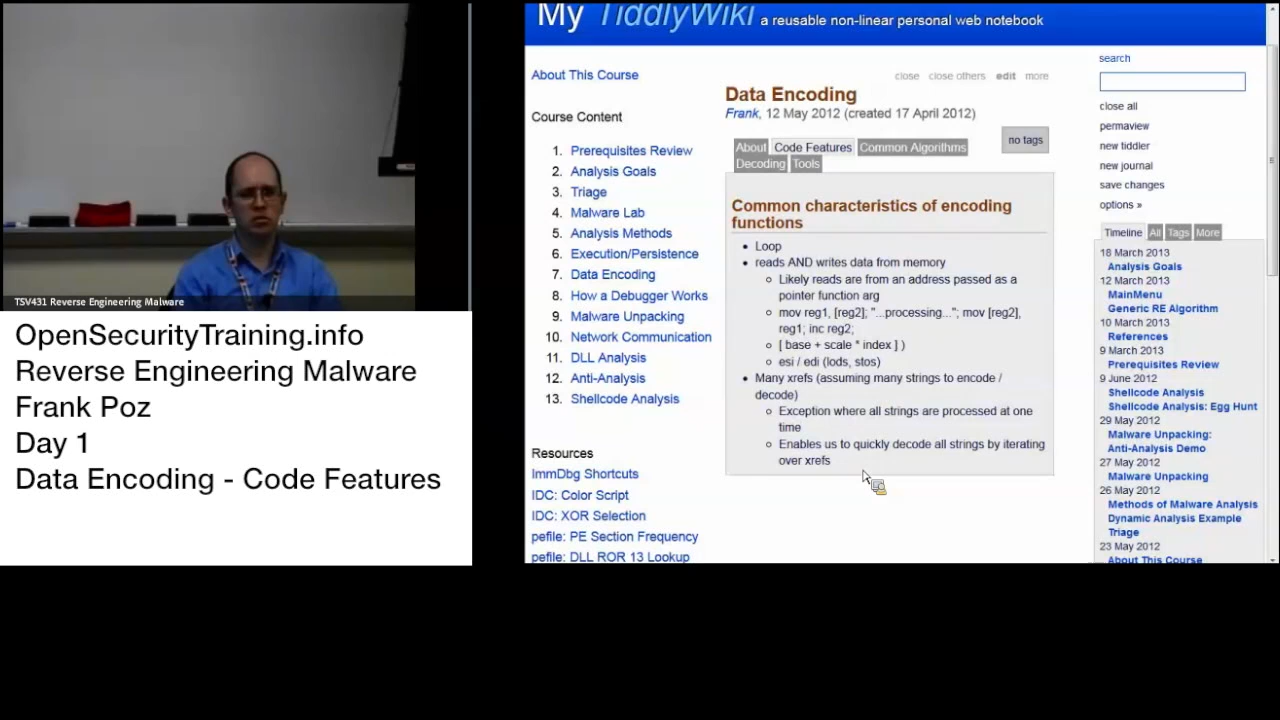 TSV431 Reverse Engineering Malware
OpenSecurityTraining.info
Reverse Engineering Malware
Frank Poz
Day 1
Data Encoding - Code Features
My TiddlyWiki a reusable non-linear personal web notebook
About This Course
Course Content
1. Prerequisites Review
2. Analysis Goals
3. Triage
4. Malware Lab
5. Analysis Methods
6. Execution/Persistence
7. Data Encoding
8. How a Debugger Works
9. Malware Unpacking
10. Network Communication
11. DLL Analysis
12. Anti-Analysis
13. Shellcode Analysis
Resources
ImmDbg Shortcuts
IDC: Color Script
IDC: XOR Selection
pefile: PE Section Frequency
pefile: DLL ROR 13 Lookup
close close others edit more
Data Encoding
Frank, 12 May 2012 (created 17 April 2012)
no tags
About Code Features Common Algorithms
Decoding Tools
Common characteristics of encoding
functions
• Loop
• reads AND writes data from memory
○ Likely reads are from an address passed as a
pointer function arg
○ mov reg1, [reg2]; "...processing..."; mov [reg2],
reg1; inc reg2;
○ [ base + scale * index ] )
○ esi / edi (lods, stos)
• Many xrefs (assuming many strings to encode /
decode)
○ Exception where all strings are processed at one
time
○ Enables us to quickly decode all strings by iterating
over xrefs
search
close all
permaview
new tiddler
new journal
save changes
options »
Timeline All Tags More
18 March 2013
Analysis Goals
12 March 2013
MainMenu
Generic RE Algorithm
10 March 2013
References
9 March 2013
Prerequisites Review
9 June 2012
Shellcode Analysis
Shellcode Analysis: Egg Hunt
29 May 2012
Malware Unpacking:
Anti-Analysis Demo
27 May 2012
Malware Unpacking
26 May 2012
Methods of Malware Analysis
Dynamic Analysis Example
Triage
23 May 2012
About This Course